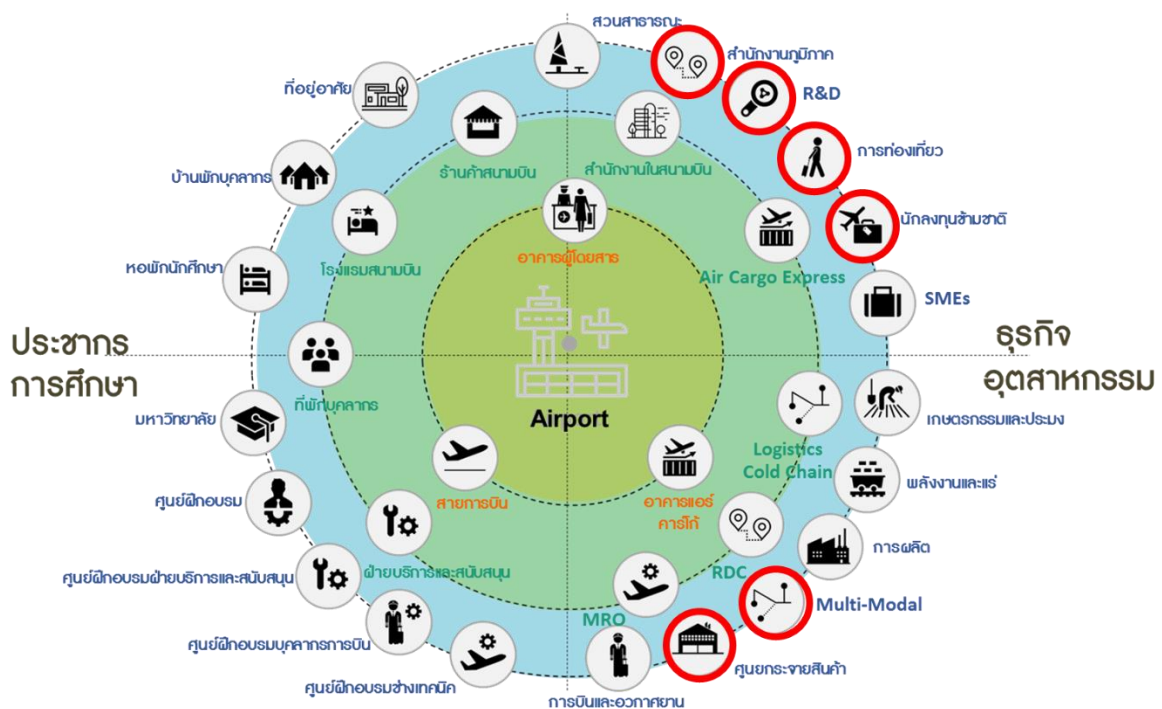 สวนสาธารณะ
สำนักงานภูมิภาค
ที่อยู่อาศัย
R&D
การท่องเที่ยว
บ้านพักบุคลากร
ร้านค้าสนามบิน
สำนักงานในสนามบิน
นักลงทุนข้ามชาติ
หอพักนักศึกษา
โรงแรมสนามบิน
อาคารผู้โดยสาร
Air Cargo Express
SMEs
ประชากร
การศึกษา
ธุรกิจ
อุตสาหกรรม
ที่พักบุคลากร
มหาวิทยาลัย
Airport
เกษตรกรรมและประมง
Logistics
Cold Chain
พลังงานและแร่
ศูนย์ฝึกอบรม
สายการบิน
อาคารแอร์
คาร์โก้
การผลิต
ศูนย์ฝึกอบรมฝ่ายบริการและสนับสนุน
ฝ่ายบริการและสนับสนุน
RDC
Multi-Modal
MRO
ศูนย์ฝึกอบรมบุคลากรการบิน
ศูนยกระจายสินค้า
ศูนย์ฝึกอบรมช่างเทคนิค
การบินและอวกาศยาน